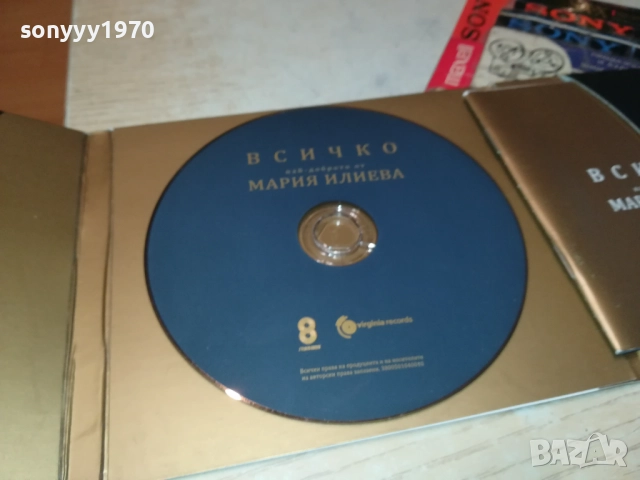 sonyyy1970
SONY
SONY
ВСИЧКО
най-доброто от
МАРИЯ ИЛИЕВА
8
virginia records
Всички права на продуцента и на носителите
на авторски права запазени.
ВСИ
МАР
BAZAR